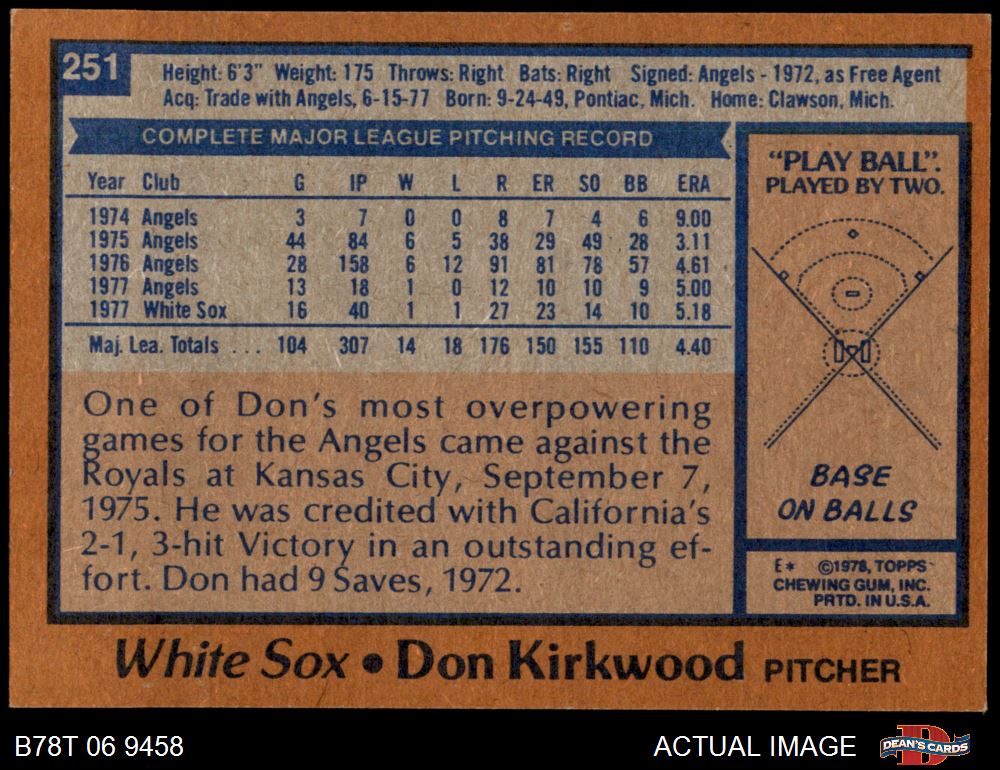 251
Height: 6'3" Weight: 175 Throws: Right Bats: Right Signed: Angels - 1972, as Free Agent
Acq: Trade with Angels, 6-15-77 Born: 9-24-49, Pontiac, Mich. Home: Clawson, Mich.
COMPLETE MAJOR LEAGUE PITCHING RECORD
Year Club G IP W L R ER SO BB ERA
1974 Angels 3 7 0 0 8 7 4 6 9.00
1975 Angels 44 84 6 5 38 29 49 28 3.11
1976 Angels 28 158 6 12 91 81 78 57 4.61
1977 Angels 13 18 1 0 12 10 10 9 5.00
1977 White Sox 16 40 1 1 27 23 14 10 5.18
Maj. Lea. Totals ... 104 307 14 18 176 150 155 110 4.40
One of Don's most overpowering
games for the Angels came against the
Royals at Kansas City, September 7,
1975. He was credited with California's
2-1, 3-hit Victory in an outstanding ef-
fort. Don had 9 Saves, 1972.
"PLAY BALL".
PLAYED BY TWO.
BASE
ON BALLS
E* ©1978, TOPPS
CHEWING GUM, INC.
PRTD. IN U.S.A.
White Sox • Don Kirkwood PITCHER
B78T 06 9458
ACTUAL IMAGE
D
DEAN'S CARDS